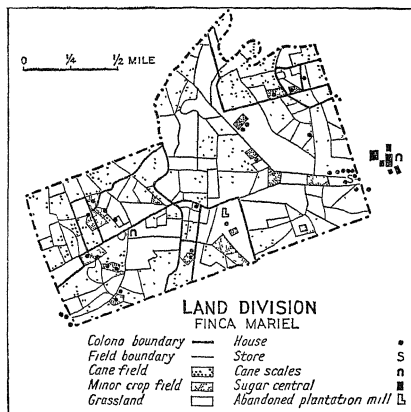 0 1/4 1/2 MILE
LAND DIVISION
FINCA MARIEL
Colono boundary House
Field boundary Store S
Cane field Cane scales
Minor crop field Sugar central
Grassland Abandoned plantation mill